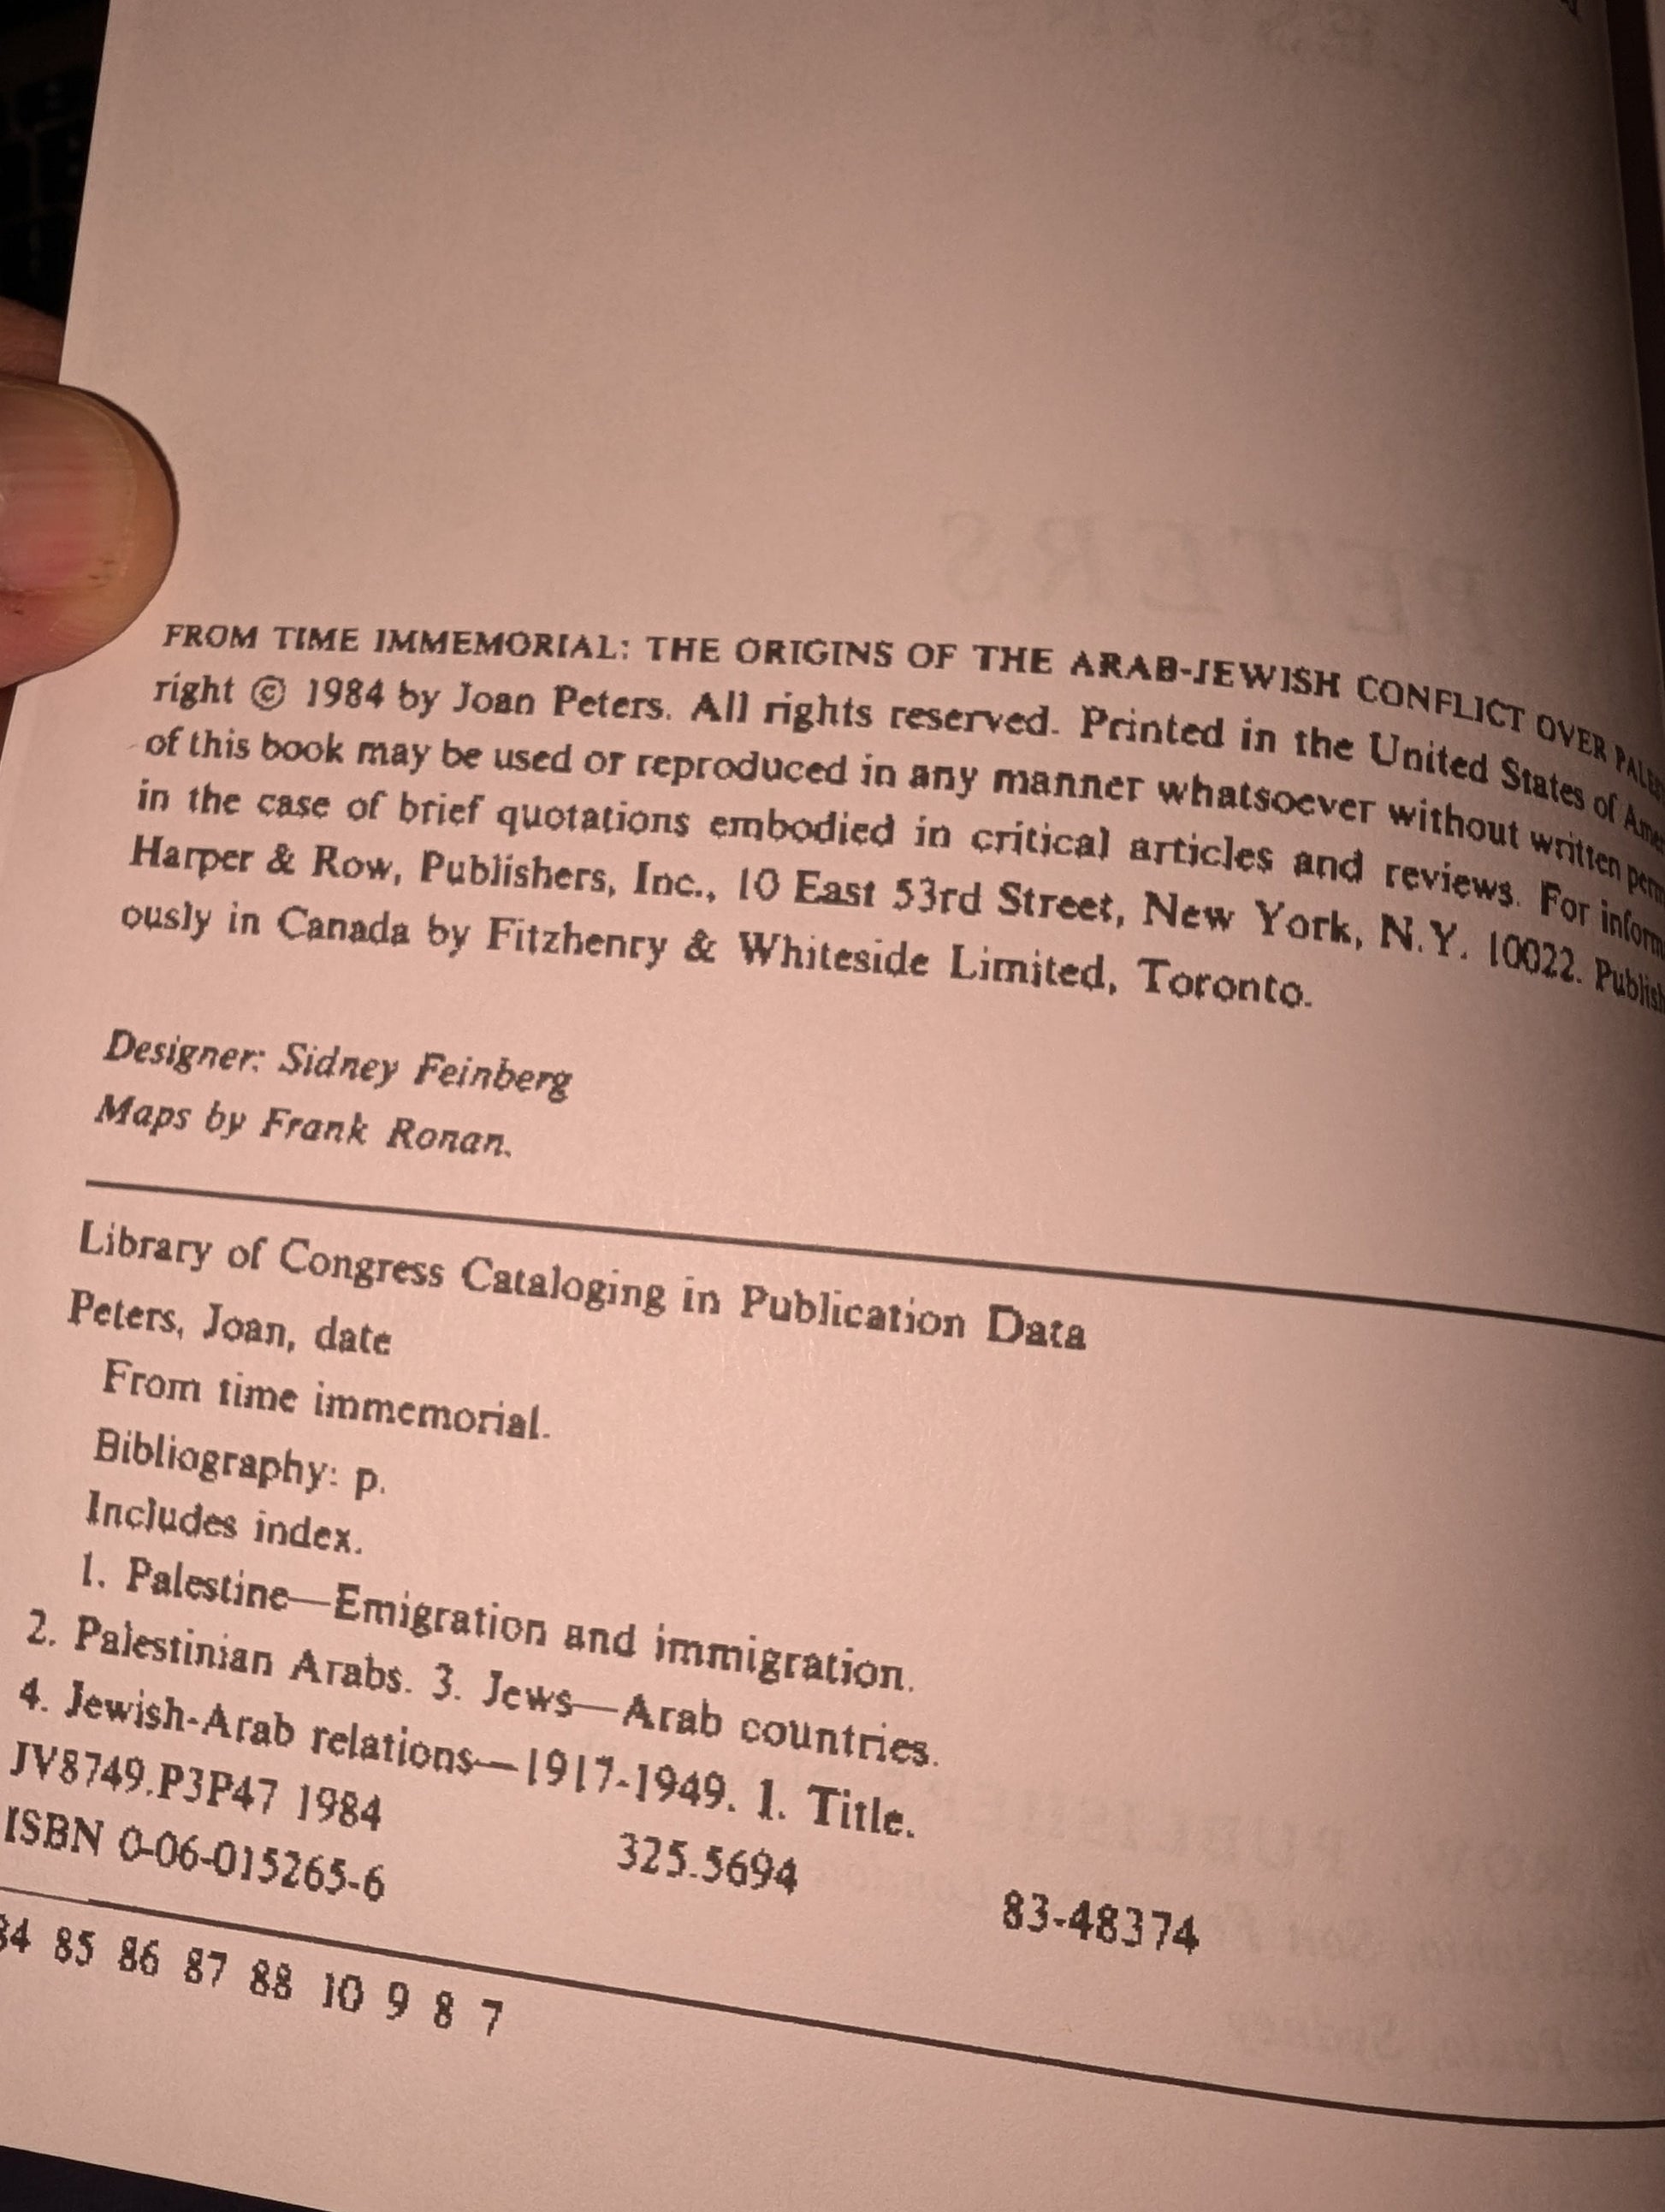 PETERS
FROM TIME IMMEMORIAL: THE ORIGINS OF THE ARAB-JEWISH CONFLICT OVER
right © 1984 by Joan Peters. All rights reserved. Printed in the United States of
of this book may be used or reproduced in any manner whatsoever without written
in the case of brief quotations embodied in critical articles and reviews. For
Harper & Row, Publishers, Inc., 10 East 53rd Street, New York, N.Y. 10022.
ously in Canada by Fitzhenry & Whiteside Limited, Toronto.
Designer: Sidney Feinberg
Maps by Frank Ronan.
Library of Congress Cataloging in Publication Data
Peters, Joan, date
From time immemorial.
Bibliography: p.
Includes index.
1. Palestine—Emigration and immigration.
2. Palestinian Arabs. 3. Jews—Arab countries.
4. Jewish-Arab relations—1917-1949. I. Title.
JV8749.P3P47 1984 325.5694 83-48374
ISBN 0-06-015265-6
84 85 86 87 88 10 9 8 7